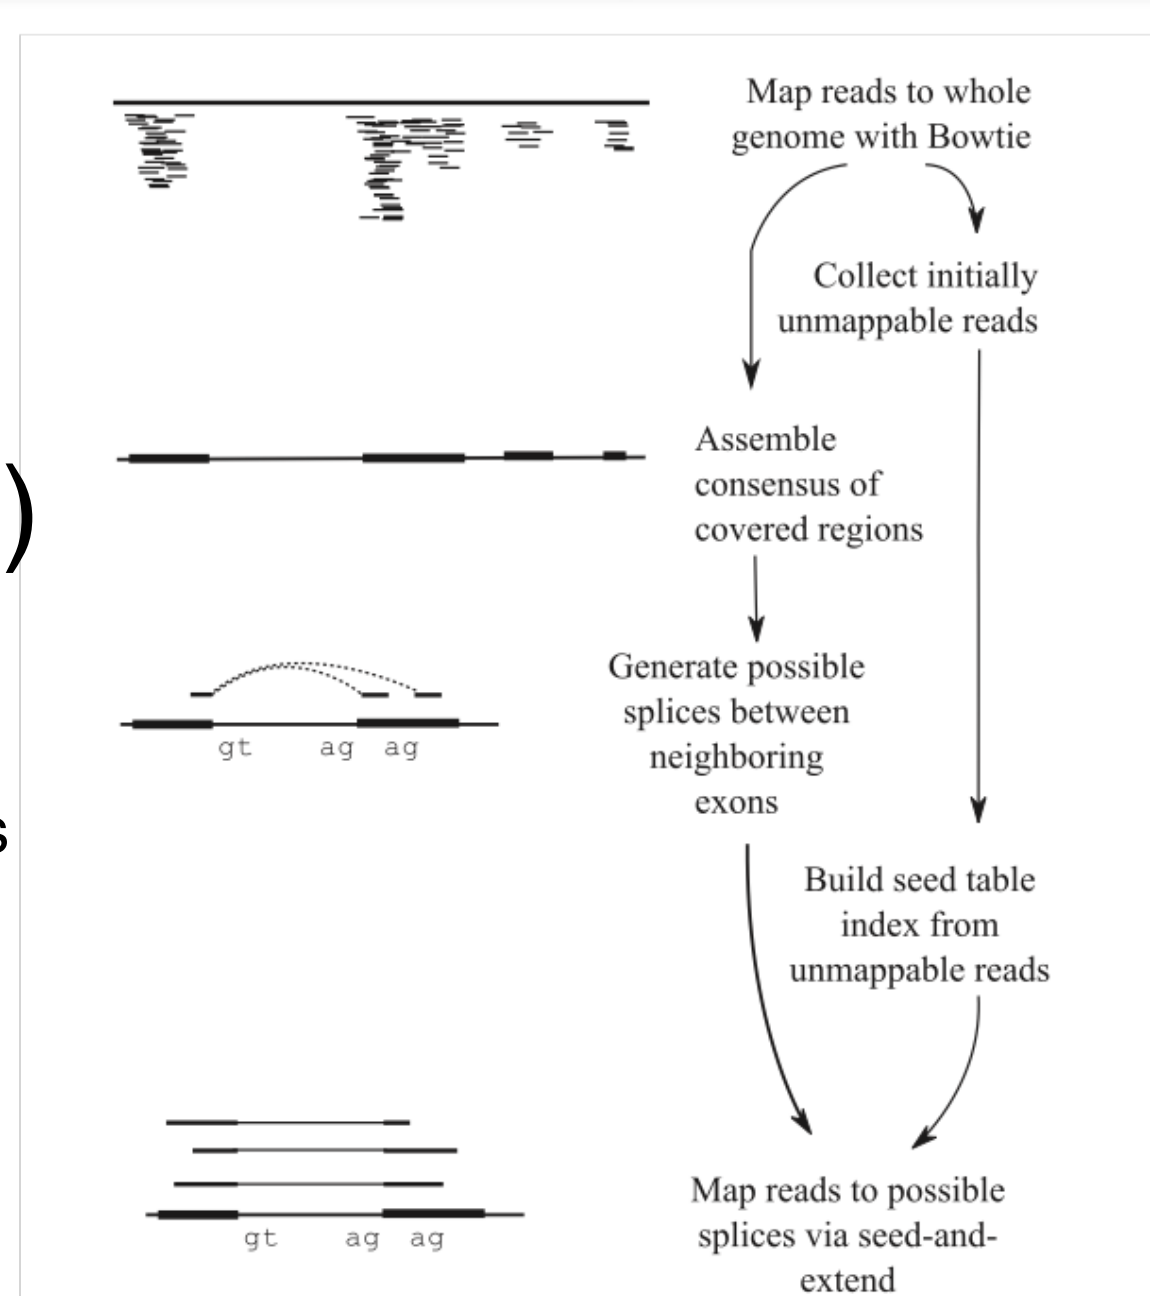 Map reads to whole
genome with Bowtie
Collect initially
unmappable reads
Assemble
consensus of
covered regions
)
Generate possible
splices between
neighboring
exons
gt ag ag
s
Build seed table
index from
unmappable reads
Map reads to possible
splices via seed-and-
extend
gt ag ag